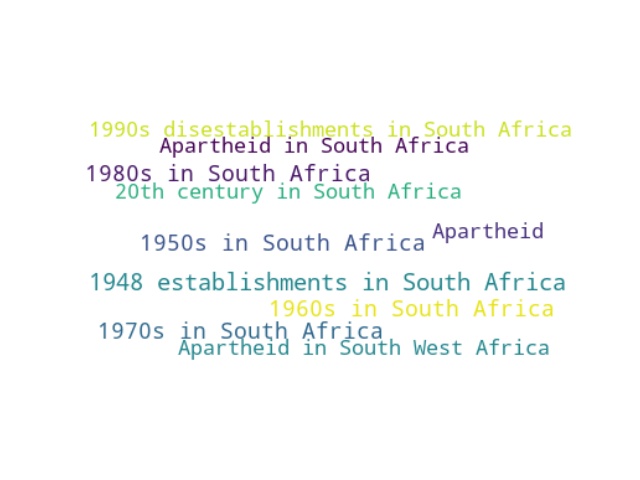 1990s disestablishments in South Africa
Apartheid in South Africa
1980s in South Africa
20th century in South Africa
Apartheid
1950s in South Africa
1948 establishments in South Africa
1960s in South Africa
1970s in South Africa
Apartheid in South West Africa